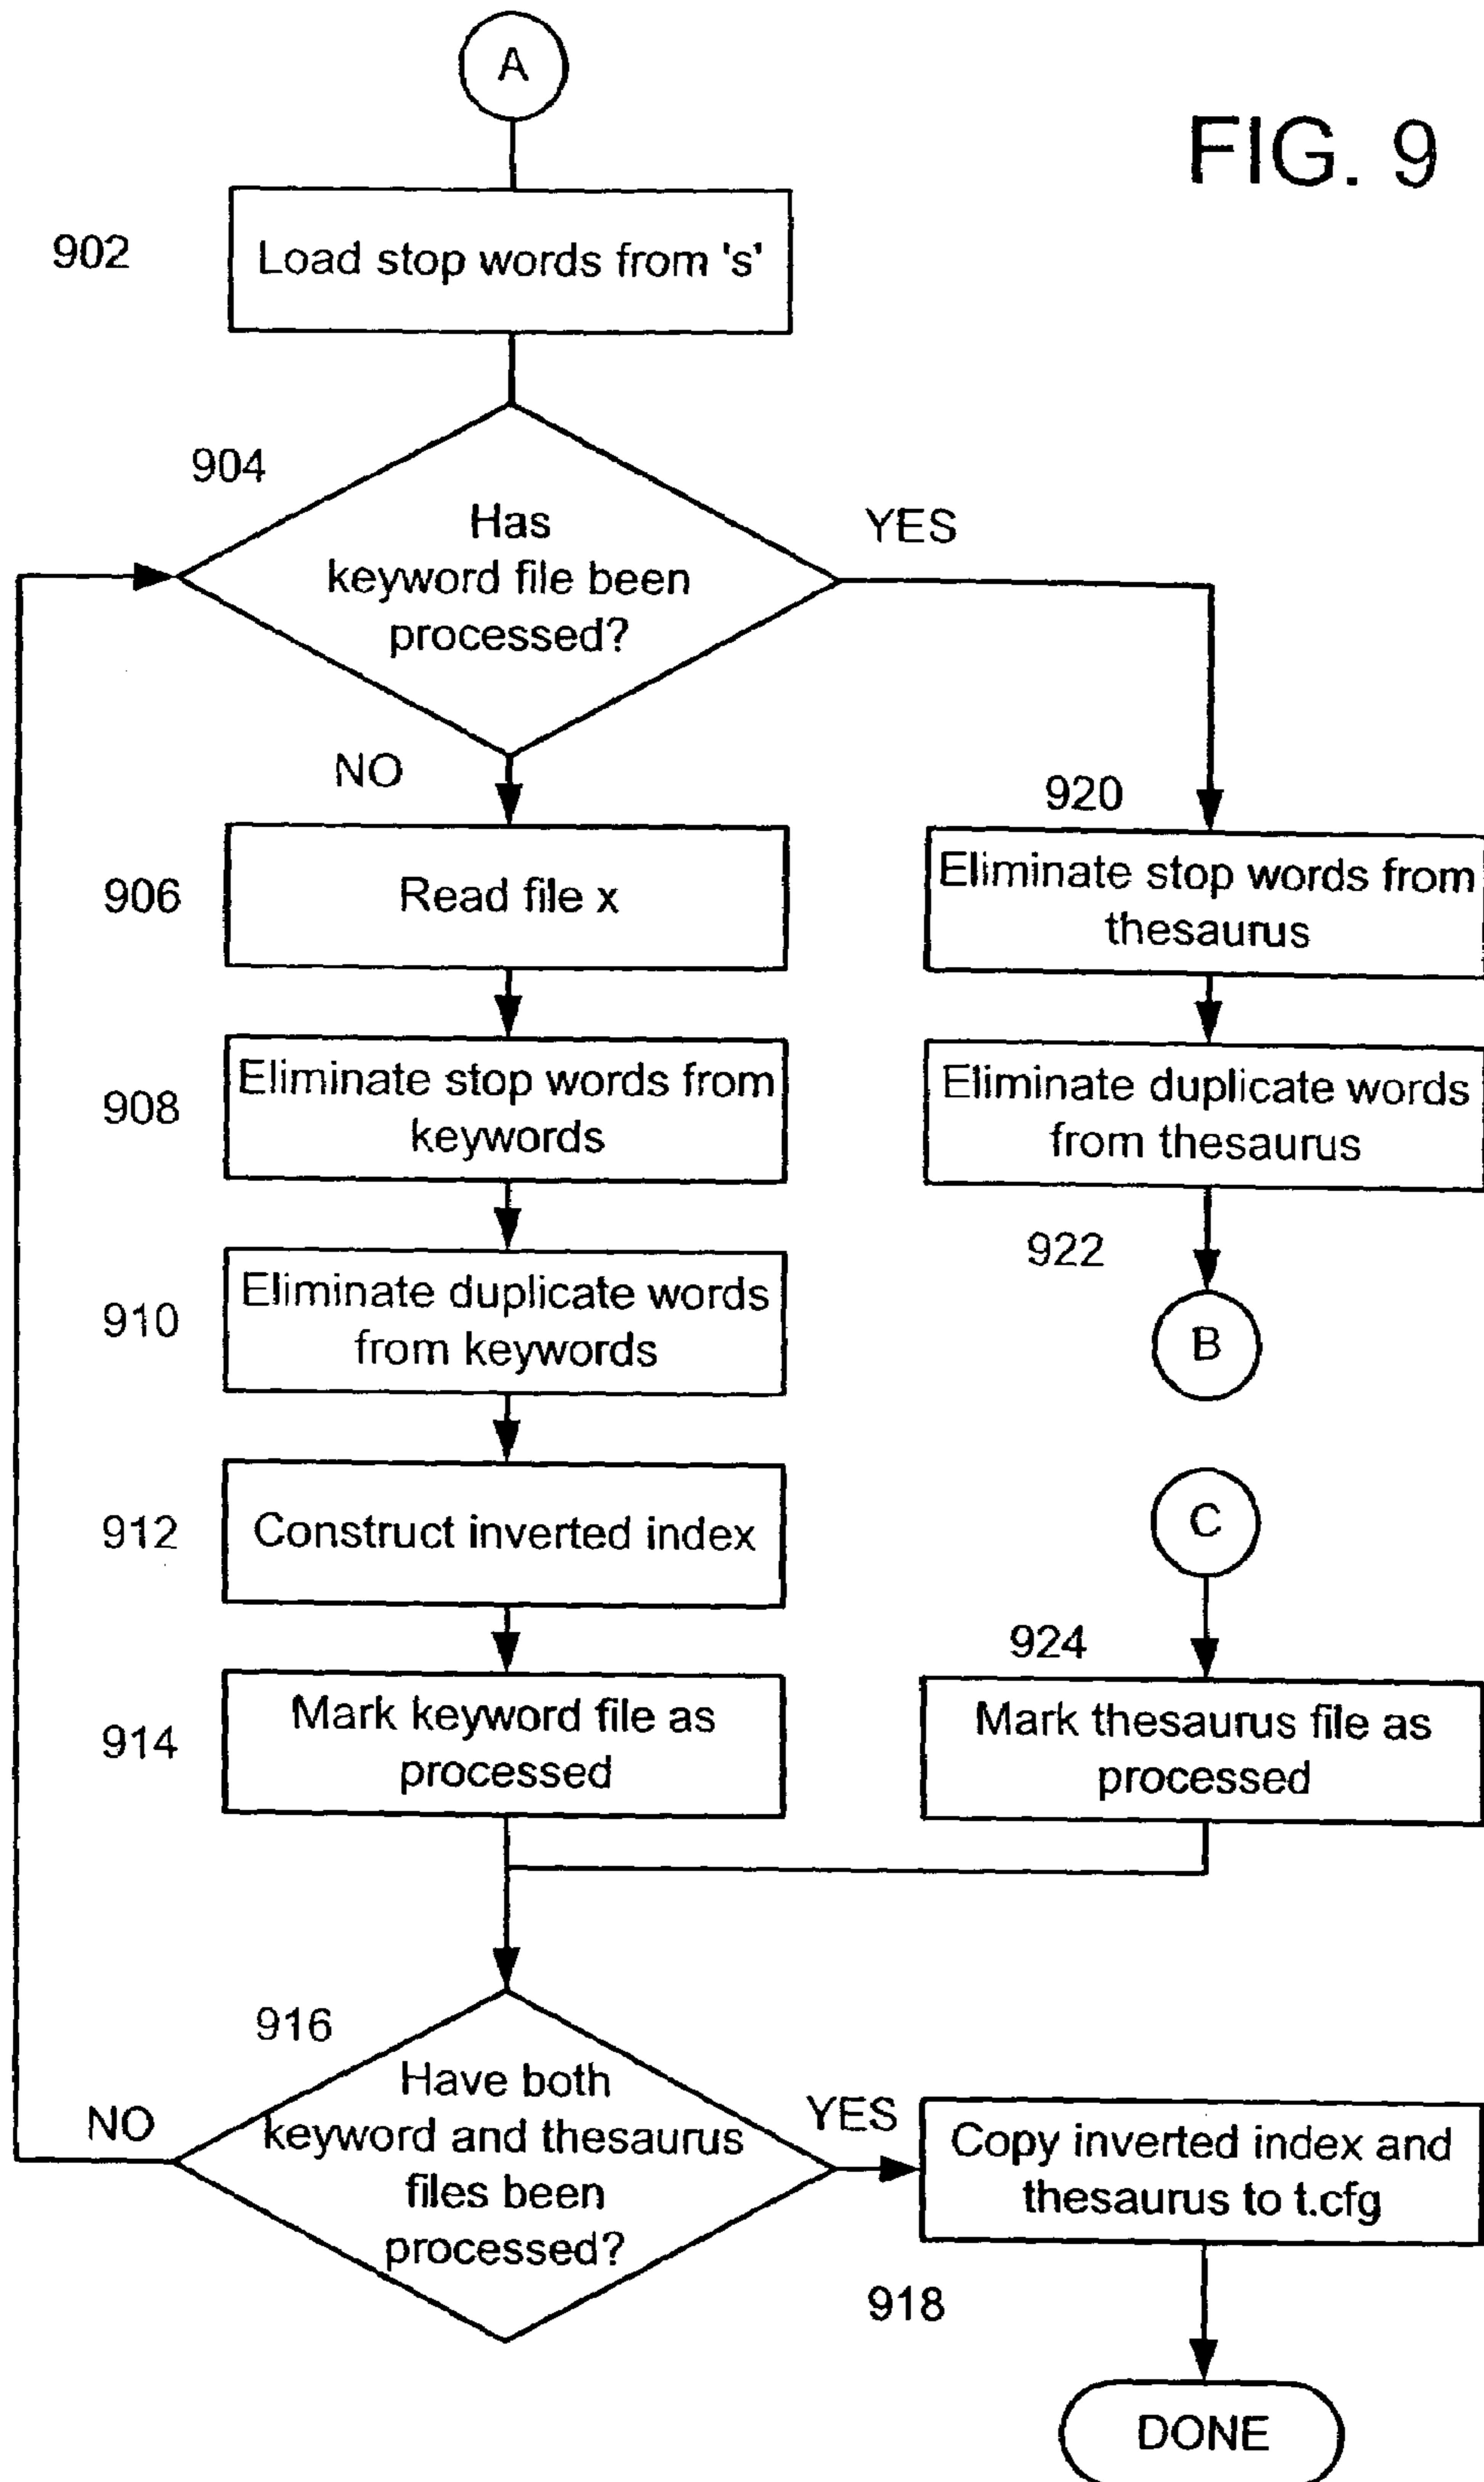 A
FIG. 9
902
Load stop words from 's'
904
Has
keyword file been
processed?
YES
NO
906
Read file x
908
Eliminate stop words from
keywords
910
Eliminate duplicate words
from keywords
912
Construct inverted index
914
Mark keyword file as
processed
920
Eliminate stop words from
thesaurus
Eliminate duplicate words
from thesaurus
922
B
C
924
Mark thesaurus file as
processed
916
Have both
keyword and thesaurus
files been
processed?
NO
YES
Copy inverted index and
thesaurus to t.cfg
918
DONE